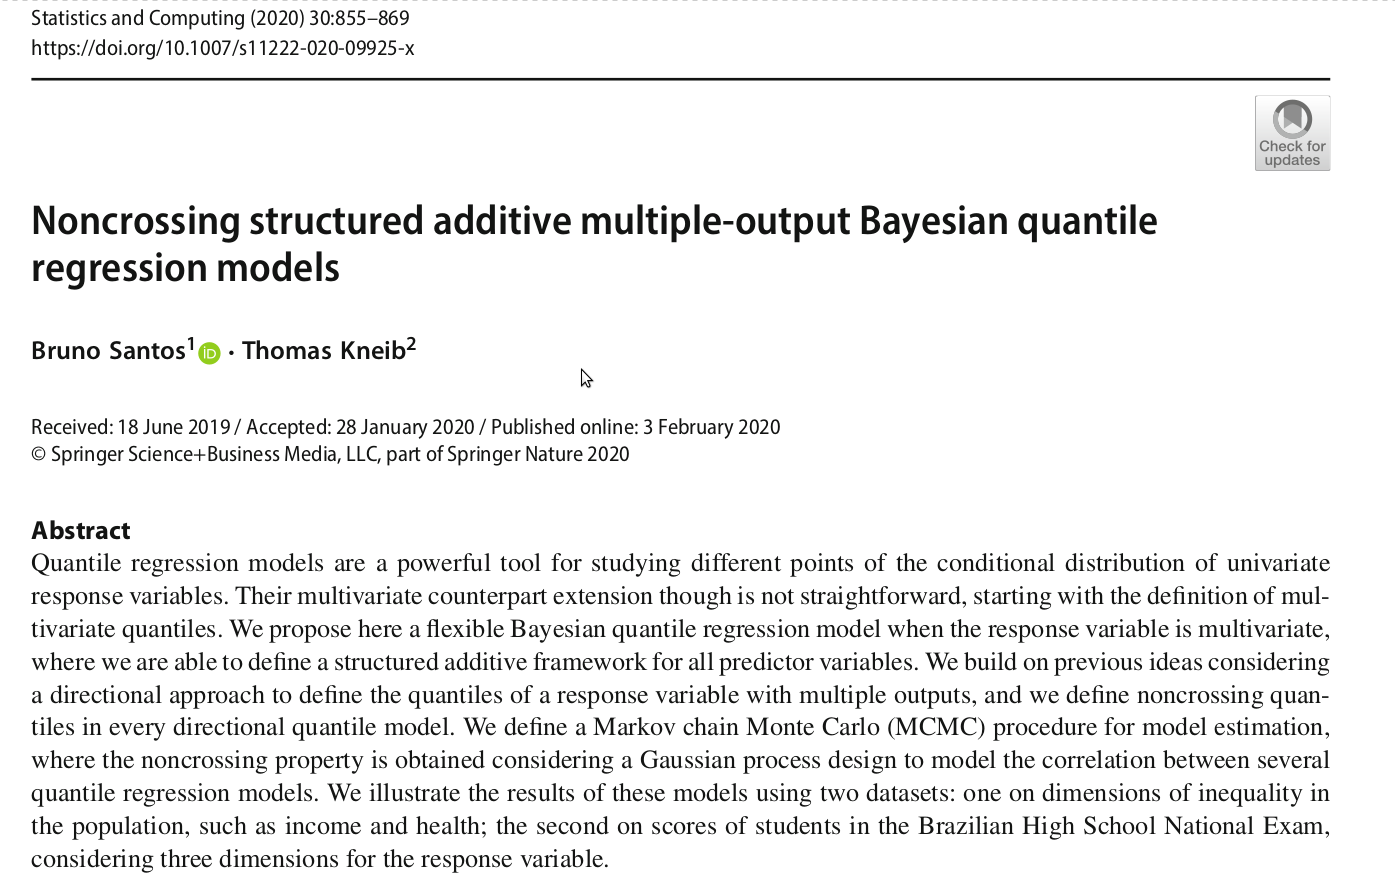 Statistics and Computing (2020) 30:855–869
https://doi.org/10.1007/s11222-020-09925-x
Check for
updates
Noncrossing structured additive multiple-output Bayesian quantile
regression models
Bruno Santos1 iD · Thomas Kneib2
Received: 18 June 2019 / Accepted: 28 January 2020 / Published online: 3 February 2020
© Springer Science+Business Media, LLC, part of Springer Nature 2020
Abstract
Quantile regression models are a powerful tool for studying different points of the conditional distribution of univariate
response variables. Their multivariate counterpart extension though is not straightforward, starting with the definition of mul-
tivariate quantiles. We propose here a flexible Bayesian quantile regression model when the response variable is multivariate,
where we are able to define a structured additive framework for all predictor variables. We build on previous ideas considering
a directional approach to define the quantiles of a response variable with multiple outputs, and we define noncrossing quan-
tiles in every directional quantile model. We define a Markov chain Monte Carlo (MCMC) procedure for model estimation,
where the noncrossing property is obtained considering a Gaussian process design to model the correlation between several
quantile regression models. We illustrate the results of these models using two datasets: one on dimensions of inequality in
the population, such as income and health; the second on scores of students in the Brazilian High School National Exam,
considering three dimensions for the response variable.